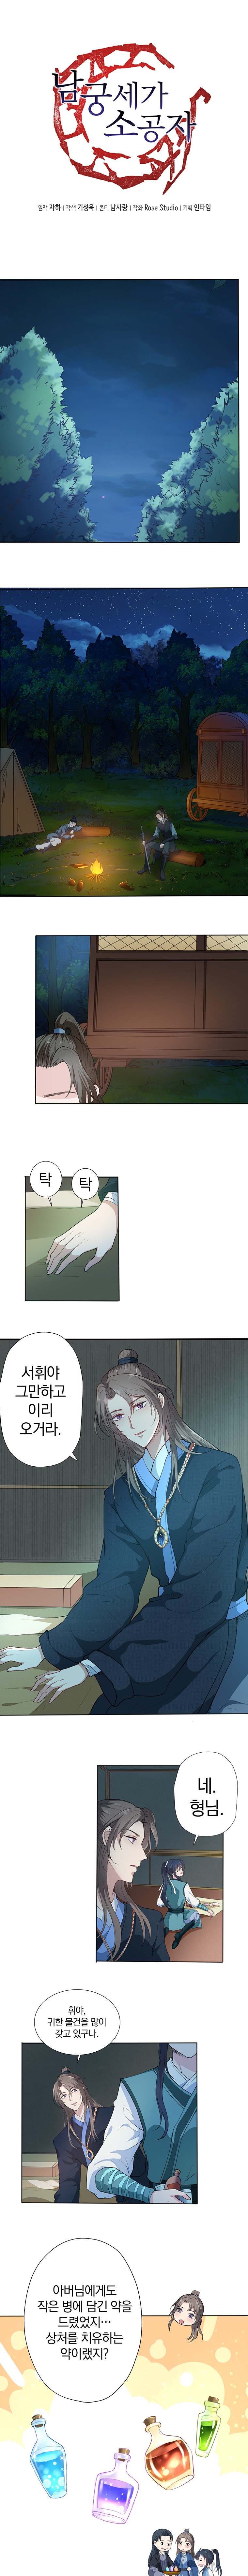 남궁세가
소공자
원작 자하 | 각색 기성욱 | 콘티 남사랑 | 작화 Rose Studio | 기획 인타임
탁
탁
서휘야
그만하고
이리
오거라.
네.
형님.
휘야,
귀한 물건을 많이
갖고 있구나.
아버님에게도
작은 병에 담긴 약을
드렸었지…
상처를 치유하는
약이랬지?